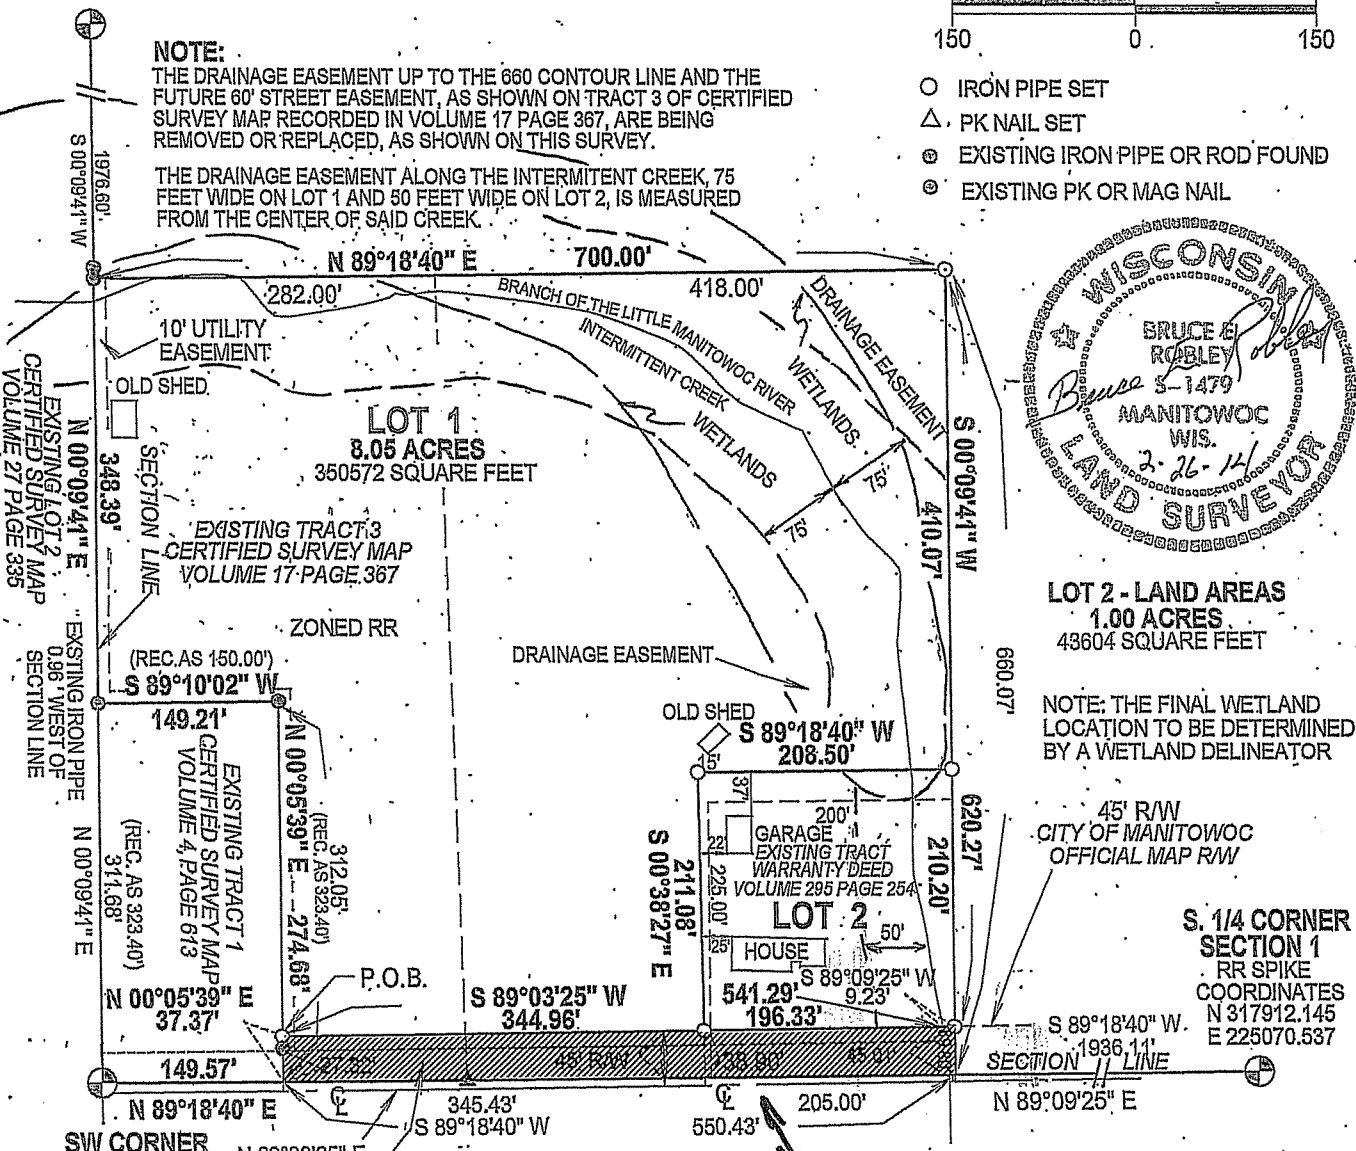 150 0 150
NOTE:
THE DRAINAGE EASEMENT UP TO THE 660 CONTOUR LINE AND THE
FUTURE 60' STREET EASEMENT, AS SHOWN ON TRACT 3 OF CERTIFIED
SURVEY MAP RECORDED IN VOLUME 17 PAGE 367, ARE BEING
REMOVED OR REPLACED, AS SHOWN ON THIS SURVEY.
THE DRAINAGE EASEMENT ALONG THE INTERMITENT CREEK, 75
FEET WIDE ON LOT 1 AND 50 FEET WIDE ON LOT 2, IS MEASURED
FROM THE CENTER OF SAID CREEK.
IRON PIPE SET
PK NAIL SET
EXISTING IRON PIPE OR ROD FOUND
EXISTING PK OR MAG NAIL
S 00°09'41" W
1976.60'
N 89°18'40" E
700.00'
282.00'
418.00'
BRANCH OF THE LITTLE MANITOWOC RIVER
INTERMITTENT CREEK
DRAINAGE EASEMENT
WETLANDS
WETLANDS
75'
75'
10' UTILITY
EASEMENT
OLD SHED
LOT 1
8.05 ACRES
350572 SQUARE FEET
EXISTING LOT 2
CERTIFIED SURVEY MAP
VOLUME 27 PAGE 335
N 00°09'41" E
348.39'
SECTION LINE
EXISTING TRACT 3
CERTIFIED SURVEY MAP
VOLUME 17 PAGE 367
ZONED RR
WISCONSIN
BRUCE E
ROBLEY
S-1479
MANITOWOC
WIS.
Bruce E Robley
2-26-14
LAND SURVEYOR
S 00°09'41" W
410.07'
660.07'
LOT 2 - LAND AREAS
1.00 ACRES
43604 SQUARE FEET
NOTE: THE FINAL WETLAND
LOCATION TO BE DETERMINED
BY A WETLAND DELINEATOR
"EXSTING IRON PIPE
0.96' WEST OF
SECTION LINE
(REC. AS 150.00')
S 89°10'02" W
149.21'
DRAINAGE EASEMENT
OLD SHED
S 89°18'40" W
208.50'
15'
37'
200'
22'
GARAGE
EXISTING TRACT
WARRANTY DEED
VOLUME 295 PAGE 254
LOT 2
50'
25'
HOUSE
225.00'
211.08'
S 00°38'27" E
620.27'
210.20'
45' R/W
CITY OF MANITOWOC
OFFICIAL MAP R/W
EXISTING TRACT 1
CERTIFIED SURVEY MAP
VOLUME 4, PAGE 613
N 00°05'39" E 274.68'
312.05'
(REC. AS 323.40')
N 00°09'41" E
311.68'
(REC. AS 323.40')
N 00°05'39" E
37.37'
P.O.B.
S 89°03'25" W
344.96'
S 89°09'25" W
9.23'
541.29'
196.33'
S. 1/4 CORNER
SECTION 1
RR SPIKE
COORDINATES
N 317912.145
E 225070.537
S 89°18'40" W
1936.11'
SECTION LINE
N 89°09'25" E
149.57'
45' R/W
138.90'
N 89°18'40" E
345.43'
S 89°18'40" W
205.00'
550.43'
SW CORNER